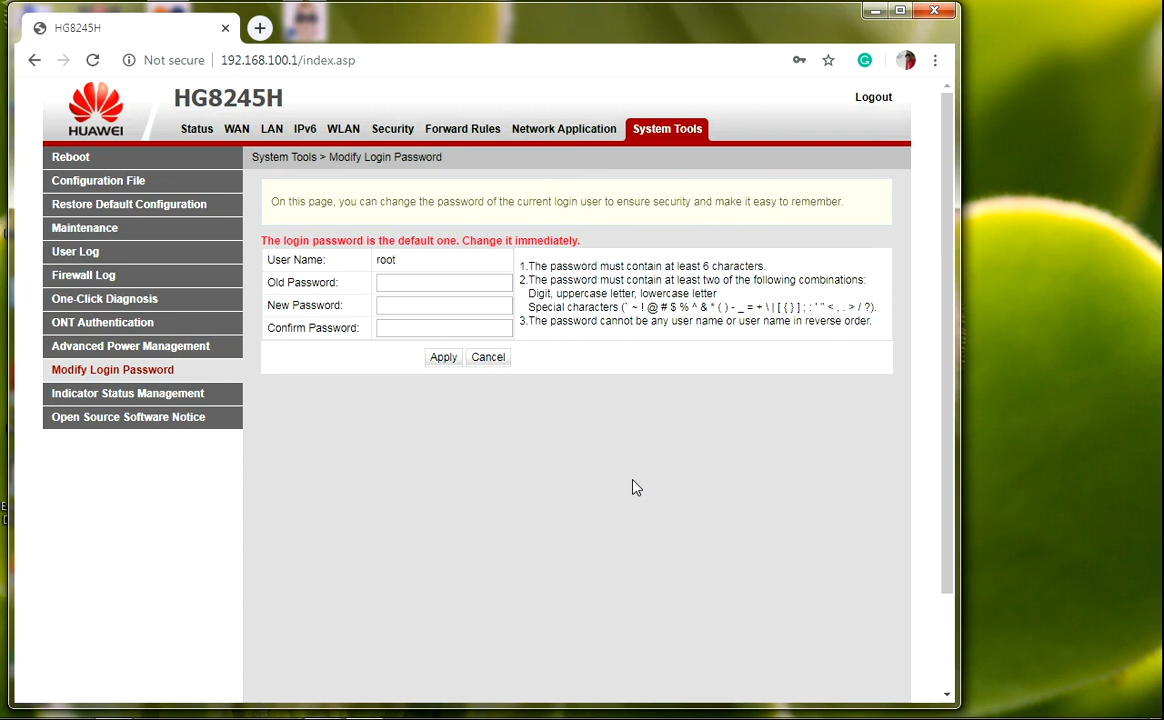 HG8245H
Not secure 192.168.100.1/index.asp
HUAWEI
HG8245H
Logout
Status WAN LAN IPv6 WLAN Security Forward Rules Network Application System Tools
Reboot
Configuration File
Restore Default Configuration
Maintenance
User Log
Firewall Log
One-Click Diagnosis
ONT Authentication
Advanced Power Management
Modify Login Password
Indicator Status Management
Open Source Software Notice
System Tools > Modify Login Password
On this page, you can change the password of the current login user to ensure security and make it easy to remember.
The login password is the default one. Change it immediately.
User Name: root
Old Password:
New Password:
Confirm Password:
1.The password must contain at least 6 characters.
2.The password must contain at least two of the following combinations:
Digit, uppercase letter, lowercase letter
Special characters (` ~ ! @ # $ % ^ & * ( ) - _ = + \ | [ { } ] ; : ' " < , . > / ?).
3.The password cannot be any user name or user name in reverse order.
Apply Cancel